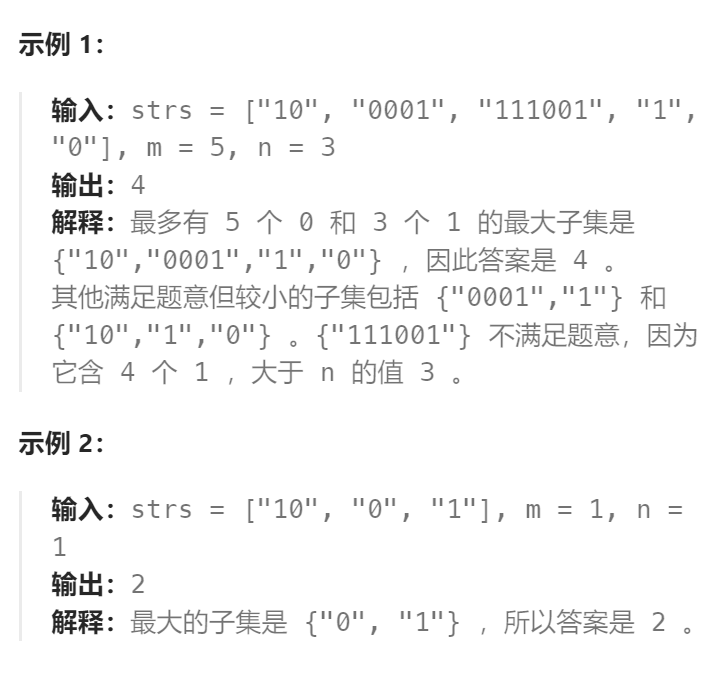 示例 1:
输入: strs = ["10", "0001", "111001", "1",
"0"], m = 5, n = 3
输出: 4
解释: 最多有 5 个 0 和 3 个 1 的最大子集是
{"10","0001","1","0"} ，因此答案是 4 。
其他满足题意但较小的子集包括 {"0001","1"} 和
{"10","1","0"} 。{"111001"} 不满足题意，因为
它含 4 个 1 ，大于 n 的值 3 。
示例 2:
输入: strs = ["10", "0", "1"], m = 1, n =
1
输出: 2
解释: 最大的子集是 {"0", "1"} ，所以答案是 2 。